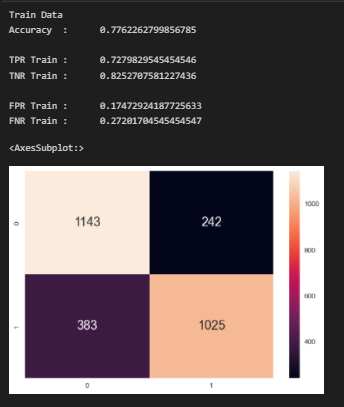 Train Data
Accuracy : 0.7762262799856785
TPR Train : 0.7279829545454546
TNR Train : 0.8252707581227436
FPR Train : 0.17472924187725633
FNR Train : 0.27201704545454547
<AxesSubplot:>
1143 242
383 1025
0
1
0 1
1000
800
600
400